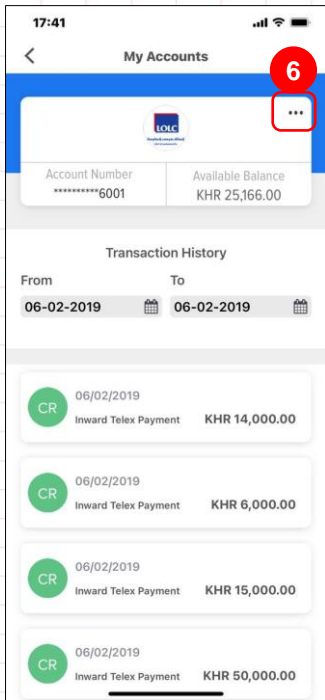 17:41
My Accounts
6
LOLC
Account Number
Available Balance
**********6001
KHR 25,166.00
Transaction History
From
To
06-02-2019
06-02-2019
CR
06/02/2019
Inward Telex Payment
KHR 14,000.00
CR
06/02/2019
Inward Telex Payment
KHR 6,000.00
CR
06/02/2019
Inward Telex Payment
KHR 15,000.00
CR
06/02/2019
Inward Telex Payment
KHR 50,000.00